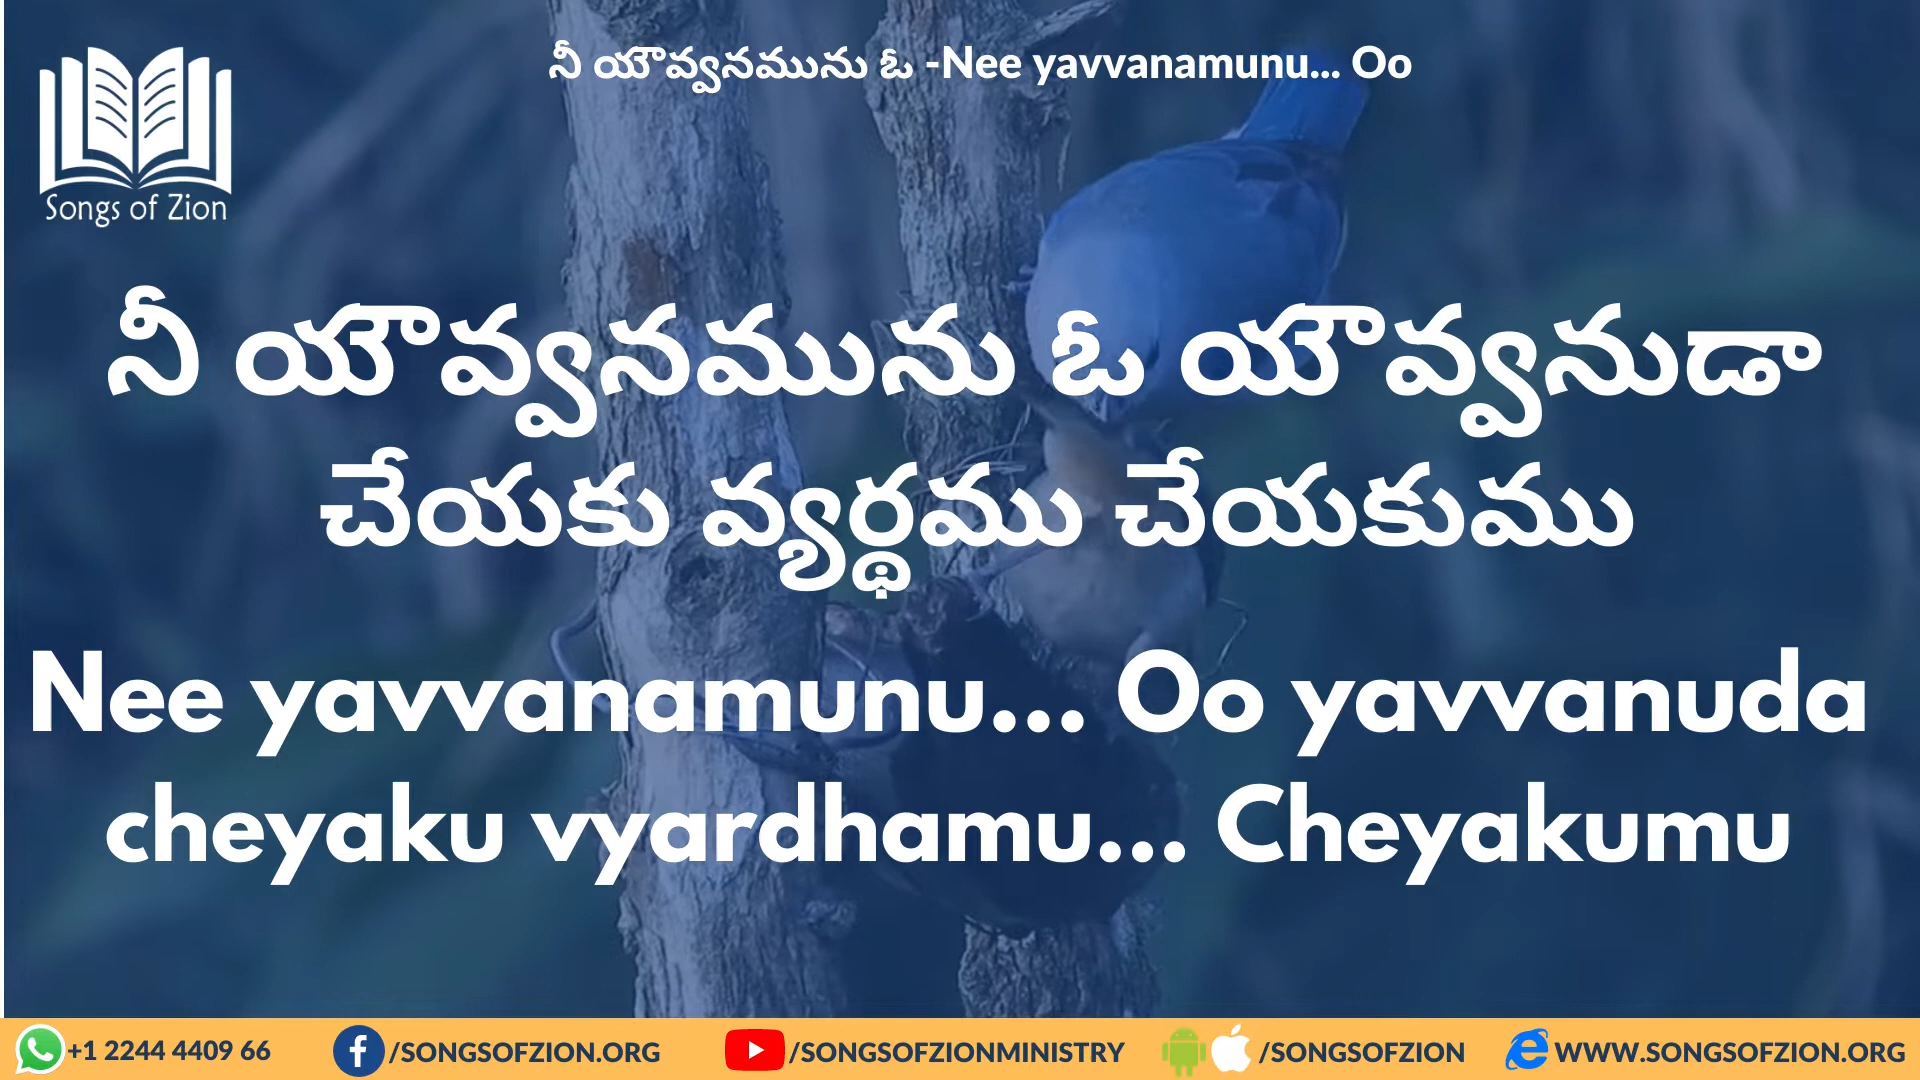 నీ యౌవ్వనమును ఓ -Nee yavvanamunu... Oo
Songs of Zion
నీ యౌవ్వనమును ఓ యౌవ్వనుడా
చేయకు వ్యర్థము చేయకుము
Nee yavvanamunu... Oo yavvanuda
cheyaku vyardhamu... Cheyakumu
+1 2244 4409 66 /SONGSOFZION.ORG /SONGSOFZIONMINISTRY /SONGSOFZION WWW.SONGSOFZION.ORG